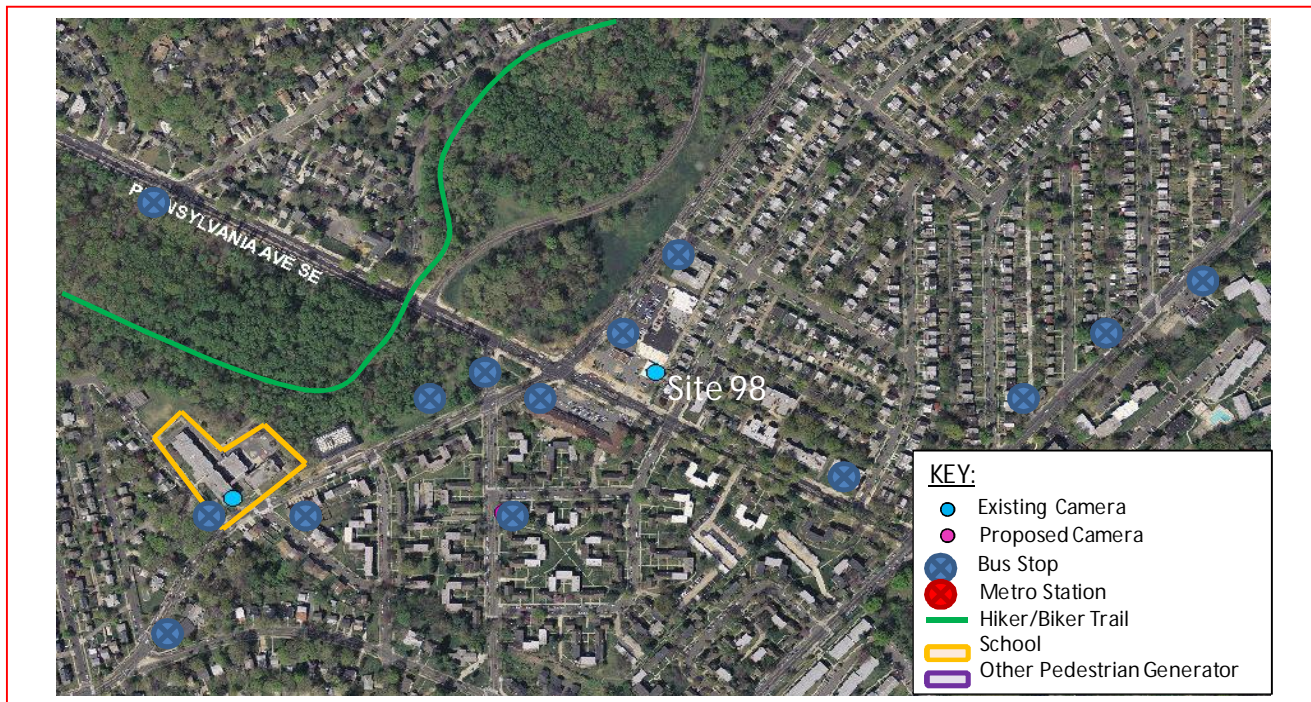 PENNSYLVANIA AVE SE
Site 98
KEY:
Existing Camera
Proposed Camera
Bus Stop
Metro Station
Hiker/Biker Trail
School
Other Pedestrian Generator